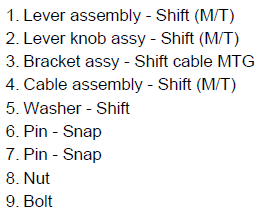 1. Lever assembly - Shift (M/T)
2. Lever knob assy - Shift (M/T)
3. Bracket assy - Shift cable MTG
4. Cable assembly - Shift (M/T)
5. Washer - Shift
6. Pin - Snap
7. Pin - Snap
8. Nut
9. Bolt